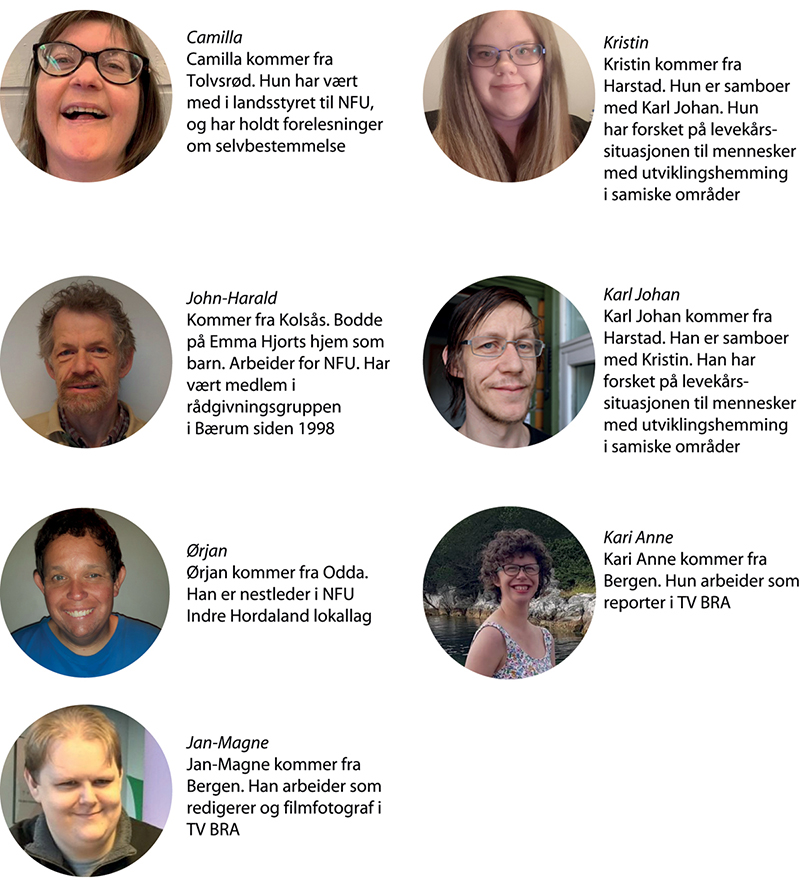 Camilla
Camilla kommer fra
Tolvsrød. Hun har vært
med i landsstyret til NFU,
og har holdt forelesninger
om selvbestemmelse
Kristin
Kristin kommer fra
Harstad. Hun er samboer
med Karl Johan. Hun
har forsket på levekårs-
situasjonen til mennesker
med utviklingshemming
i samiske områder
John-Harald
Kommer fra Kolsås. Bodde
på Emma Hjorts hjem som
barn. Arbeider for NFU. Har
vært medlem i
rådgivningsgruppen
i Bærum siden 1998
Karl Johan
Karl Johan kommer fra
Harstad. Han er samboer
med Kristin. Han har
forsket på levekårs-
situasjonen til mennesker
med utviklingshemming
i samiske områder
Ørjan
Ørjan kommer fra Odda.
Han er nestleder i NFU
Indre Hordaland lokallag
Kari Anne
Kari Anne kommer fra
Bergen. Hun arbeider som
reporter i TV BRA
Jan-Magne
Jan-Magne kommer fra
Bergen. Han arbeider som
redigerer og filmfotograf i
TV BRA